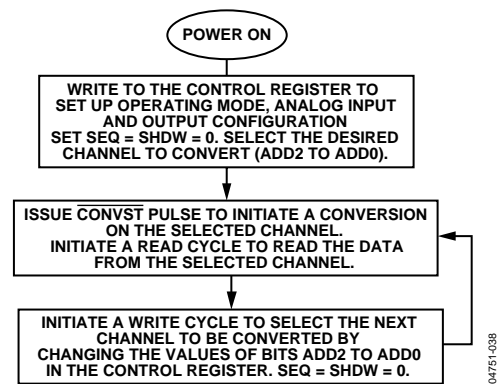 POWER ON
WRITE TO THE CONTROL REGISTER TO
SET UP OPERATING MODE, ANALOG INPUT
AND OUTPUT CONFIGURATION
SET SEQ = SHDW = 0. SELECT THE DESIRED
CHANNEL TO CONVERT (ADD2 TO ADD0).
ISSUE CONVST PULSE TO INITIATE A CONVERSION
ON THE SELECTED CHANNEL.
INITIATE A READ CYCLE TO READ THE DATA
FROM THE SELECTED CHANNEL.
INITIATE A WRITE CYCLE TO SELECT THE NEXT
CHANNEL TO BE CONVERTED BY
CHANGING THE VALUES OF BITS ADD2 TO ADD0
IN THE CONTROL REGISTER. SEQ = SHDW = 0.
04751-038